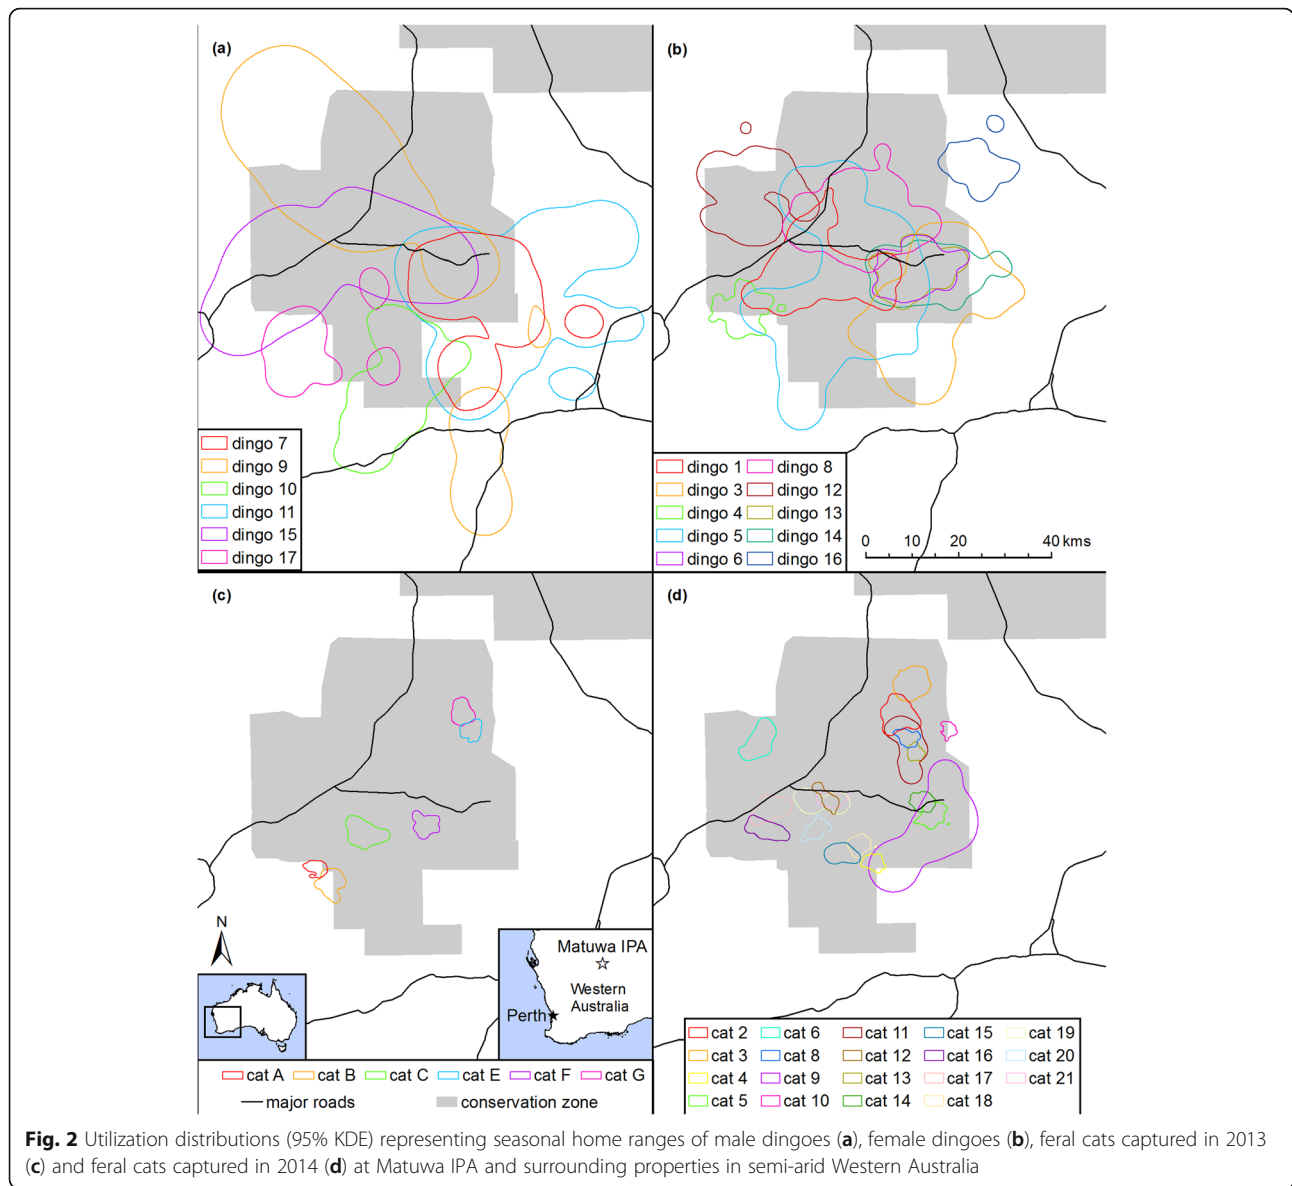 (a)
dingo 7
dingo 9
dingo 10
dingo 11
dingo 15
dingo 17
(b)
dingo 1 dingo 8
dingo 3 dingo 12
dingo 4 dingo 13
dingo 5 dingo 14
dingo 6 dingo 16
0 10 20 40 kms
(c)
N
Matuwa IPA
Western
Australia
Perth
cat A cat B cat C cat E cat F cat G
major roads conservation zone
(d)
cat 2 cat 6 cat 11 cat 15 cat 19
cat 3 cat 8 cat 12 cat 16 cat 20
cat 4 cat 9 cat 13 cat 17 cat 21
cat 5 cat 10 cat 14 cat 18
Fig. 2 Utilization distributions (95% KDE) representing seasonal home ranges of male dingoes (a), female dingoes (b), feral cats captured in 2013
(c) and feral cats captured in 2014 (d) at Matuwa IPA and surrounding properties in semi-arid Western Australia